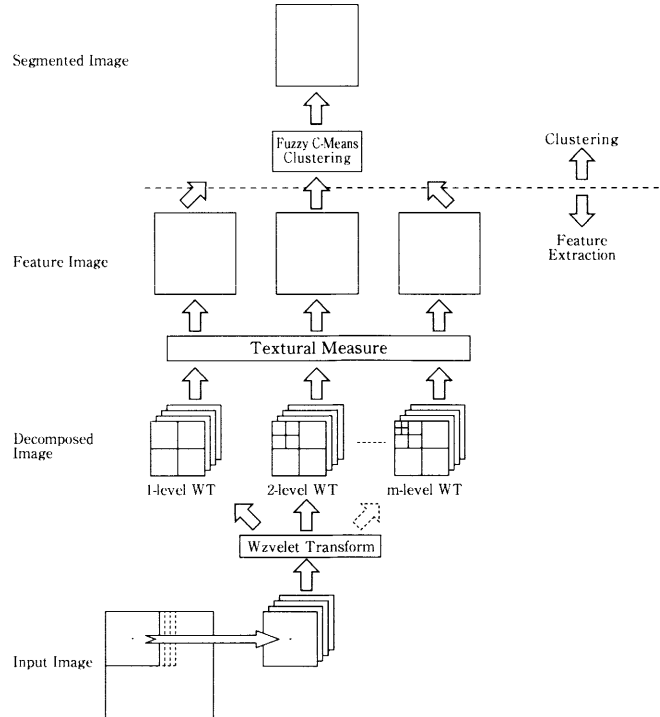 Segmented Image
Fuzzy C-Means
Clustering
Clustering
Feature Image
Feature
Extraction
Textural Measure
Decomposed
Image
1-level WT
2-level WT
m-level WT
Wzvelet Transform
Input Image